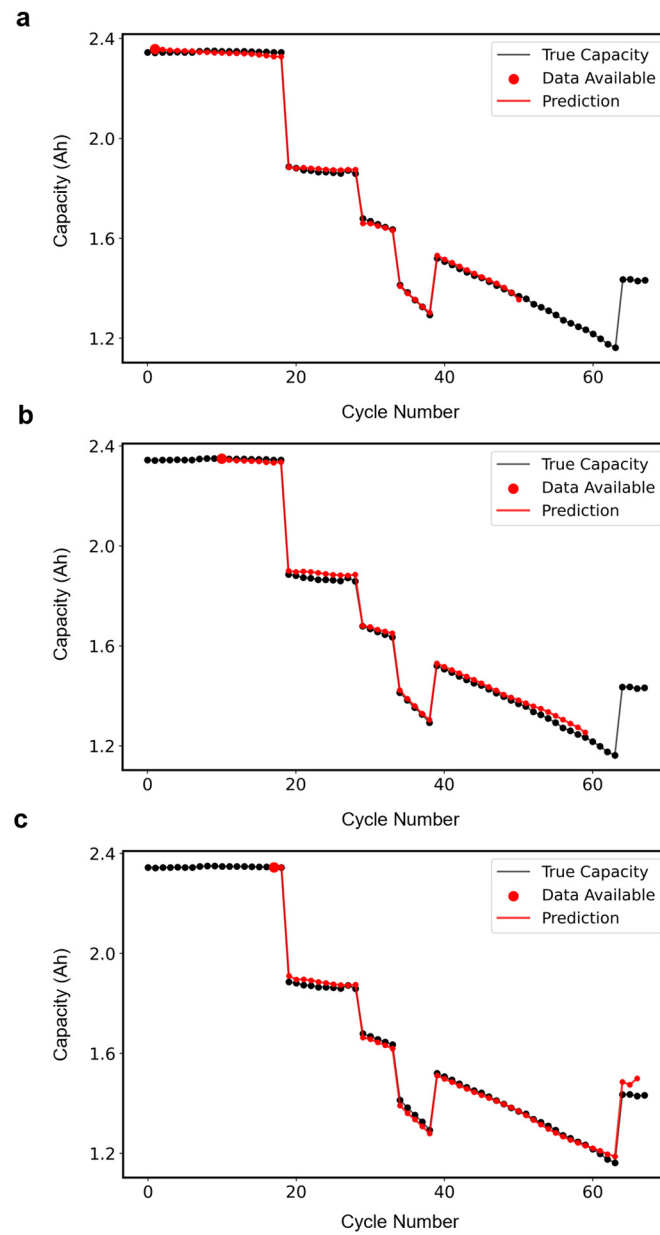 a
2.4
2.0
1.6
1.2
Capacity (Ah)
True Capacity
Data Available
Prediction
0
20
40
60
Cycle Number
b
2.4
2.0
1.6
1.2
Capacity (Ah)
True Capacity
Data Available
Prediction
0
20
40
60
Cycle Number
c
2.4
2.0
1.6
1.2
Capacity (Ah)
True Capacity
Data Available
Prediction
0
20
40
60
Cycle Number